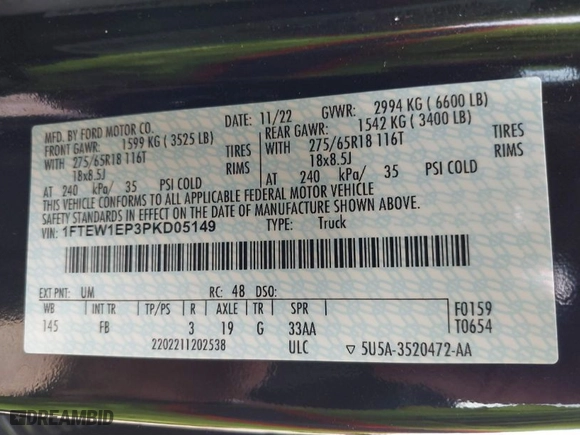 MFD. BY FORD MOTOR CO.
DATE: 11/22 GVWR: 2994 KG ( 6600 LB)
FRONT GAWR: 1599 KG ( 3525 LB)
REAR GAWR: 1542 KG ( 3400 LB)
WITH 275/65R18 116T TIRES
WITH 275/65R18 116T TIRES
18x8.5J RIMS
18x8.5J RIMS
AT 240 kPa/ 35 PSI COLD
AT 240 kPa/ 35 PSI COLD
THIS VEHICLE CONFORMS TO ALL APPLICABLE FEDERAL MOTOR VEHICLE
SAFETY STANDARDS IN EFFECT ON THE DATE OF MANUFACTURE SHOWN ABOVE.
VIN: 1FTEW1EP3PKD05149 TYPE: Truck
EXT PNT: UM RC: 48 DSO:
WB INT TR TP/PS R AXLE TR SPR F0159
145 FB 3 19 G 33AA T0654
2202211202538 ULC ▽ 5U5A-3520472-AA
DREAMBID